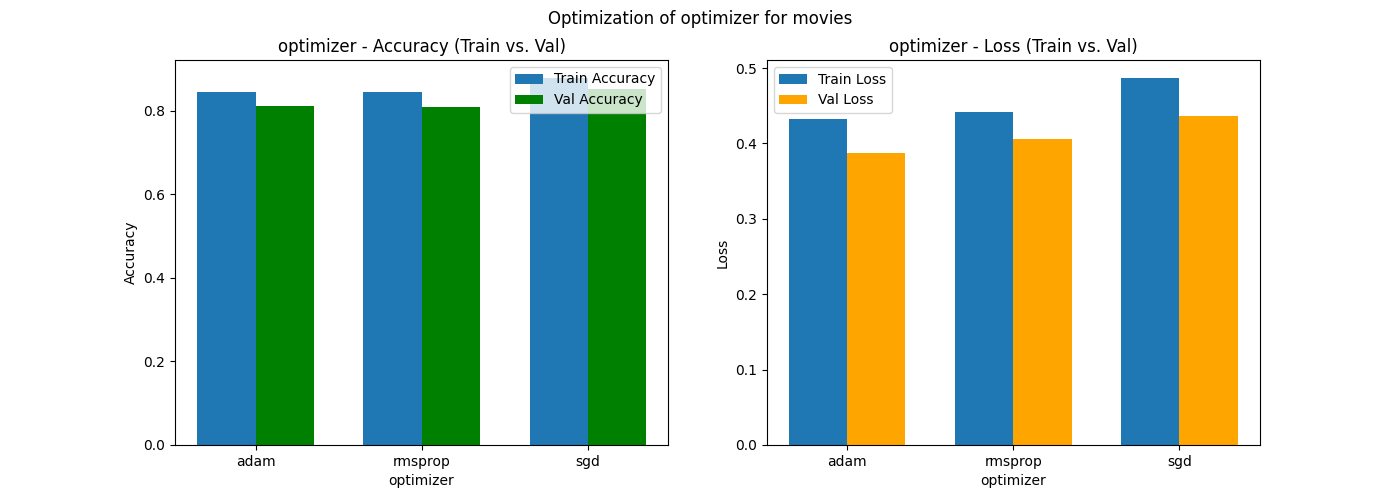 Optimization of optimizer for movies
optimizer - Accuracy (Train vs. Val)
Train Accuracy
Val Accuracy
0.8
0.6
0.4
0.2
0.0
Accuracy
adam
rmsprop
sgd
optimizer
optimizer - Loss (Train vs. Val)
Train Loss
Val Loss
0.5
0.4
0.3
0.2
0.1
0.0
Loss
adam
rmsprop
sgd
optimizer